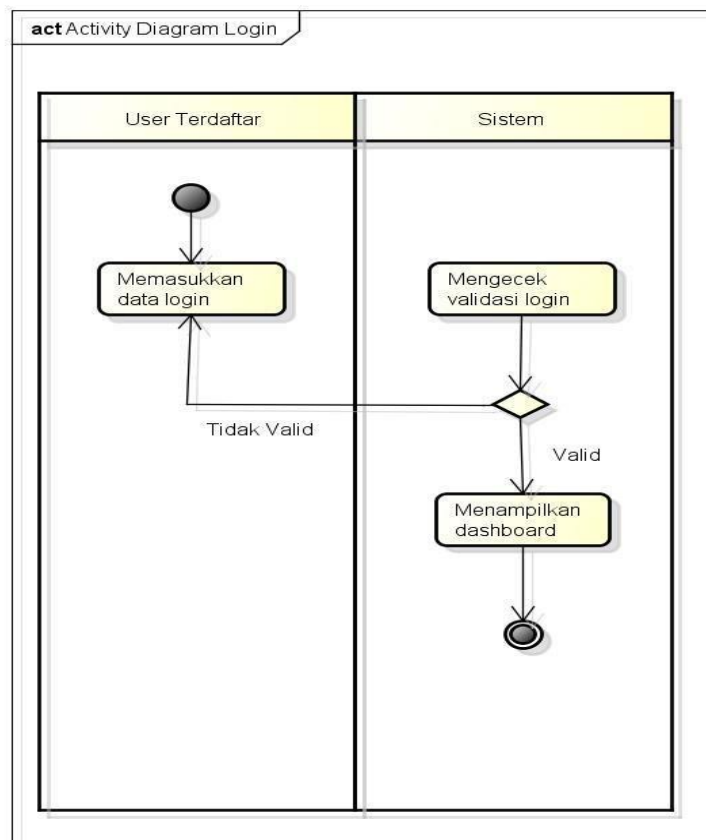 act Activity Diagram Login
User Terdaftar
Sistem
Memasukkan
data login
Mengecek
validasi login
Tidak Valid
Valid
Menampilkan
dashboard